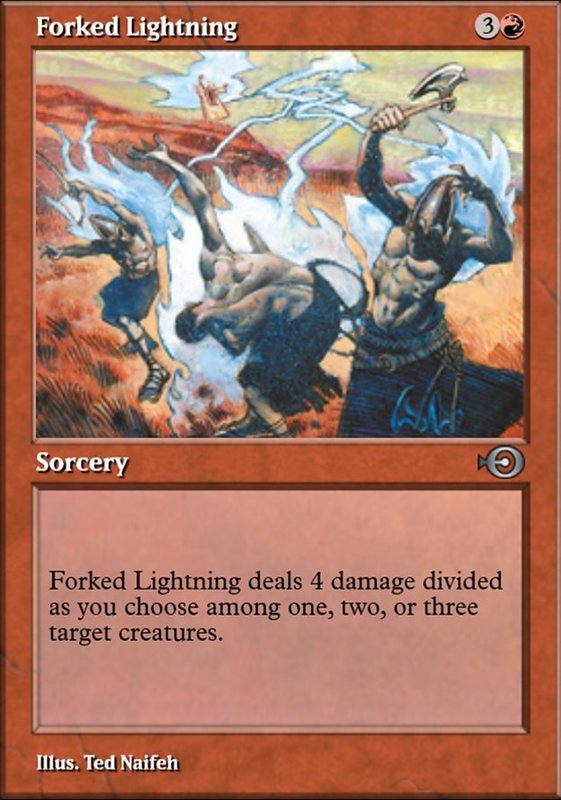 Forked Lightning 3
Sorcery
Forked Lightning deals 4 damage divided
as you choose among one, two, or three
target creatures.
Illus. Ted Naifeh